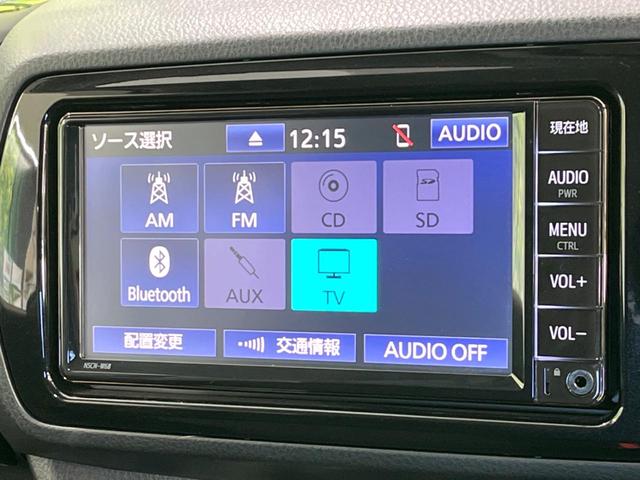 ソース選択
12:15
AUDIO
AM
FM
CD
SD
Bluetooth
AUX
TV
配置変更
交通情報
AUDIO OFF
NSCN-W68
現在地
AUDIO
PWR
MENU
CTRL
VOL+
VOL−